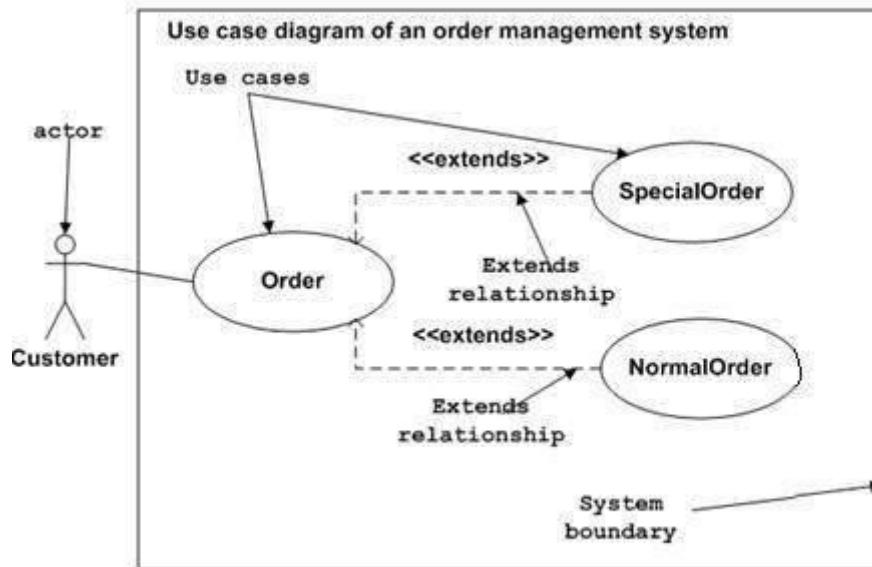 Use case diagram of an order management system
Use cases
actor
<<extends>>
SpecialOrder
Order
Extends
relationship
<<extends>>
Customer
NormalOrder
Extends
relationship
System
boundary